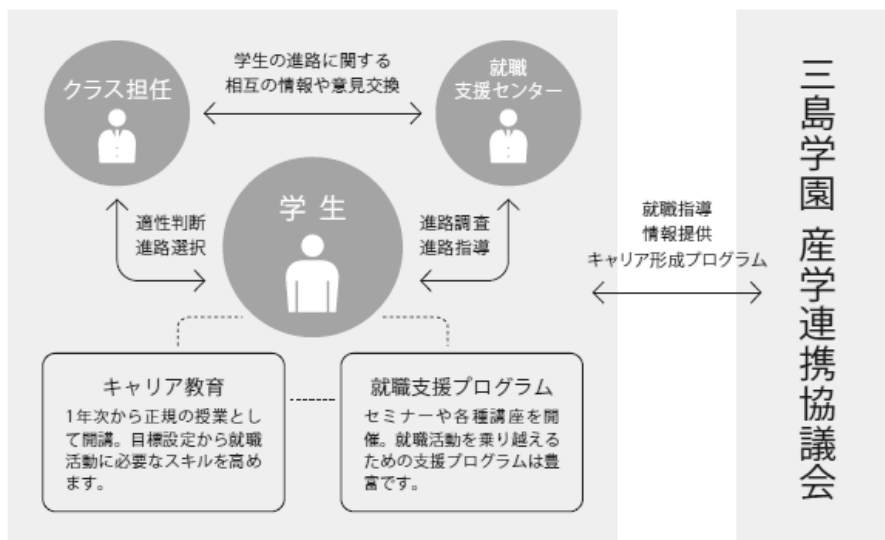 学生の進路に関する
相互の情報や意見交換
クラス担任
就職
支援センター
学生
適性判断
進路選択
進路調査
進路指導
キャリア教育
1年次から正規の授業とし
て開講。目標設定から就職
活動に必要なスキルを高め
ます。
就職支援プログラム
セミナーや各種講座を開
催。就職活動を乗り越える
ための支援プログラムは豊
富です。
就職指導
情報提供
キャリア形成プログラム
三島学園 産学連携協議会